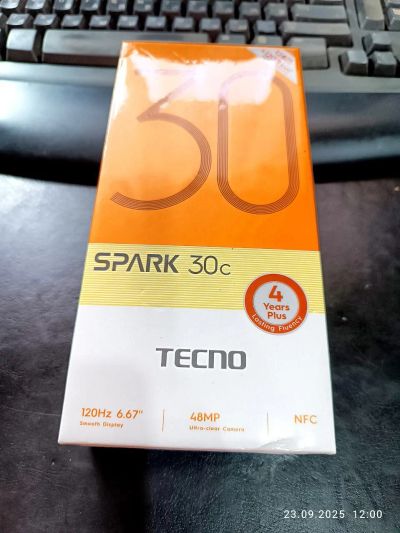 30
SPARK 30c
4
Years
Plus
Lasting Fluency
TECNO
120Hz 6.67"
Smooth Display
48MP
Ultra-clear Camera
NFC
23.09.2025 12:00